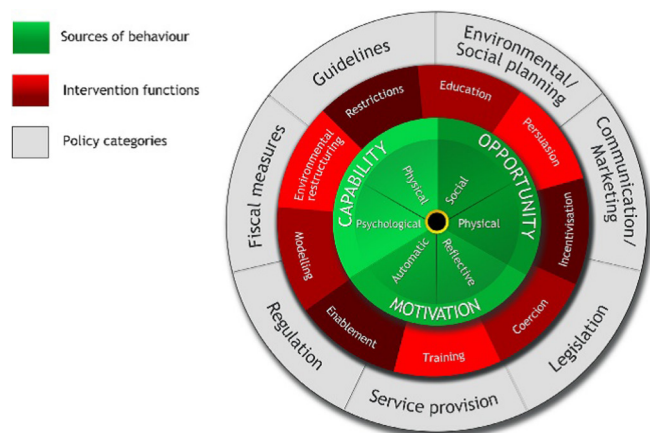 Sources of behaviour
Intervention functions
Policy categories
Guidelines
Environmental/
Social planning
Communication/
Marketing
Legislation
Service provision
Regulation
Fiscal measures
Restrictions
Education
Persuasion
Incentivisation
Coercion
Training
Enablement
Modelling
Environmental
restructuring
CAPABILITY
OPPORTUNITY
MOTIVATION
Physical
Social
Physical
Reflective
Automatic
Psychological